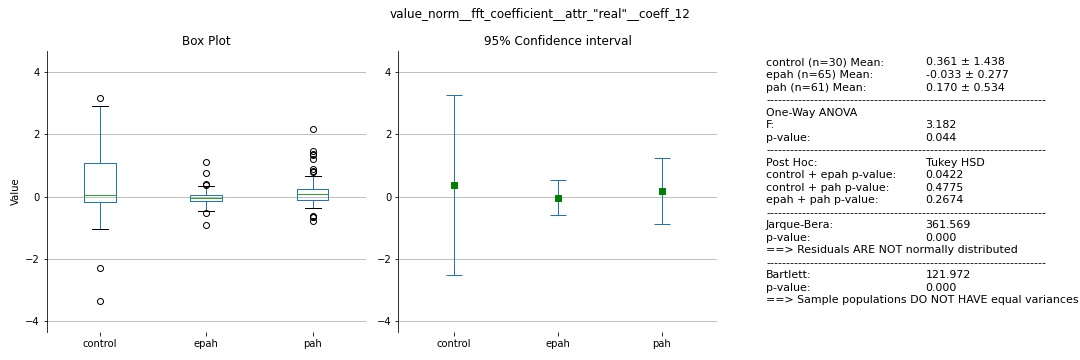 value_norm__fft_coefficient__attr_"real"__coeff_12
Box Plot
Value
4
2
0
−2
−4
control
epah
pah
95% Confidence interval
4
2
0
−2
−4
control
epah
pah
control (n=30) Mean: 0.361 ± 1.438
epah (n=65) Mean: -0.033 ± 0.277
pah (n=61) Mean: 0.170 ± 0.534
One-Way ANOVA
F: 3.182
p-value: 0.044
Post Hoc: Tukey HSD
control + epah p-value: 0.0422
control + pah p-value: 0.4775
epah + pah p-value: 0.2674
Jarque-Bera: 361.569
p-value: 0.000
==> Residuals ARE NOT normally distributed
Bartlett: 121.972
p-value: 0.000
==> Sample populations DO NOT HAVE equal variances